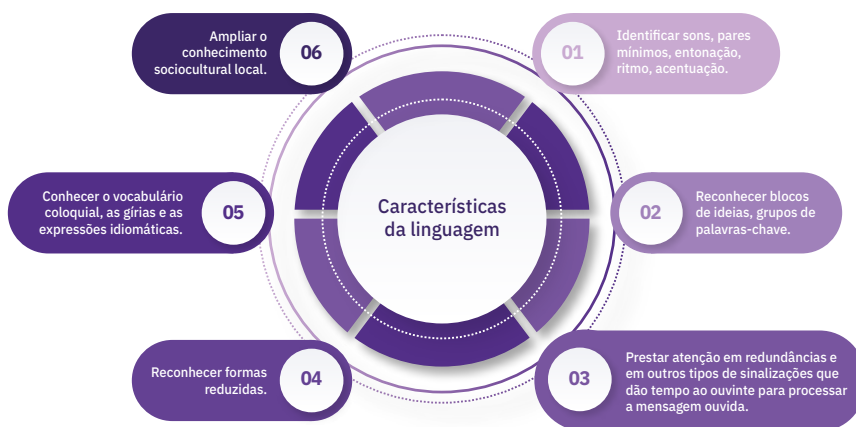 Características
da linguagem
01
Identificar sons, pares
mínimos, entonação,
ritmo, acentuação.
02
Reconhecer blocos
de ideias, grupos de
palavras-chave.
03
Prestar atenção em redundâncias e
em outros tipos de sinalizações que
dão tempo ao ouvinte para processar
a mensagem ouvida.
04
Reconhecer formas
reduzidas.
05
Conhecer o vocabulário
coloquial, as gírias e as
expressões idiomáticas.
06
Ampliar o
conhecimento
sociocultural local.